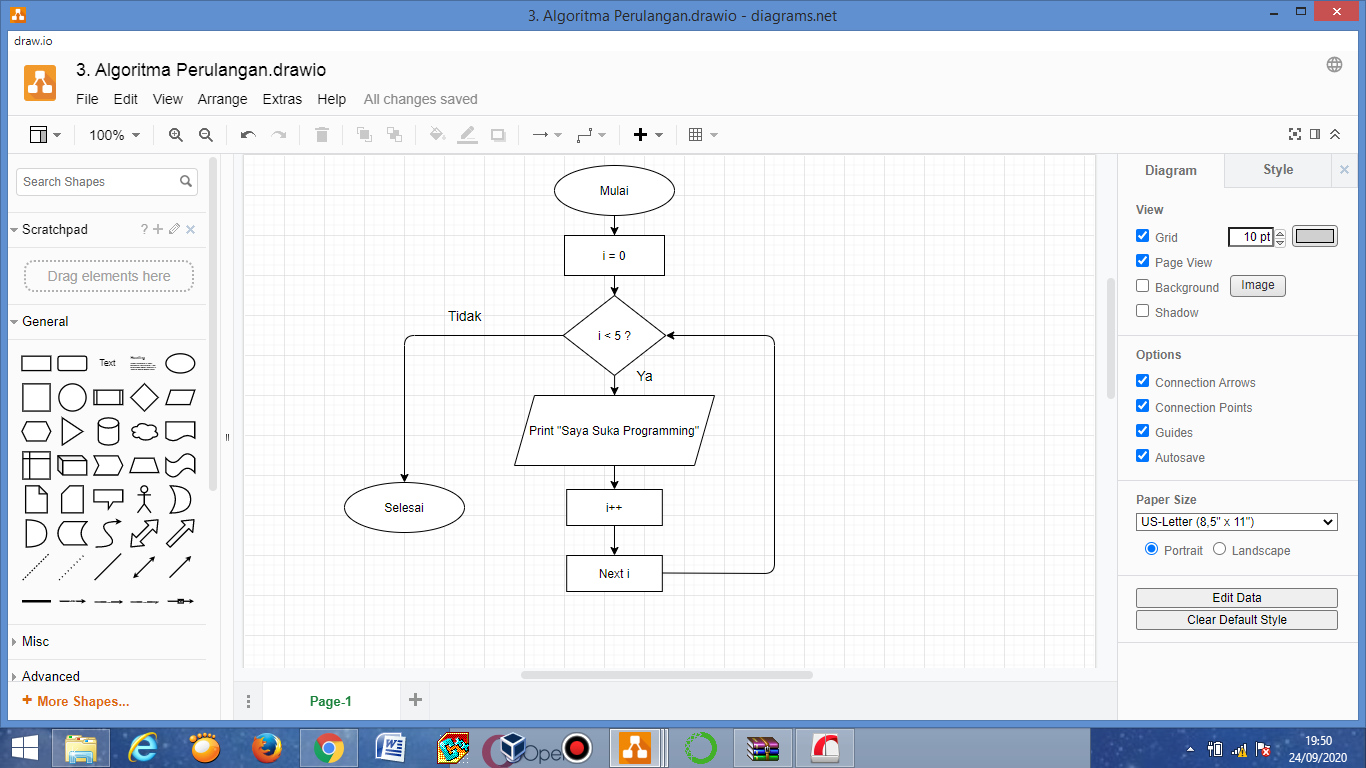 3. Algoritma Perulangan.drawio - diagrams.net
draw.io
3. Algoritma Perulangan.drawio
File Edit View Arrange Extras Help All changes saved
100%
Search Shapes
Scratchpad
?
Drag elements here
General
Text
Heading
Misc
Advanced
+ More Shapes...
Mulai
i = 0
i < 5 ?
Tidak
Ya
Print "Saya Suka Programming"
i++
Selesai
Next i
Page-1
Diagram Style
View
Grid 10 pt
Page View
Background Image
Shadow
Options
Connection Arrows
Connection Points
Guides
Autosave
Paper Size
US-Letter (8,5" x 11")
Portrait Landscape
Edit Data
Clear Default Style
19:50
24/09/2020